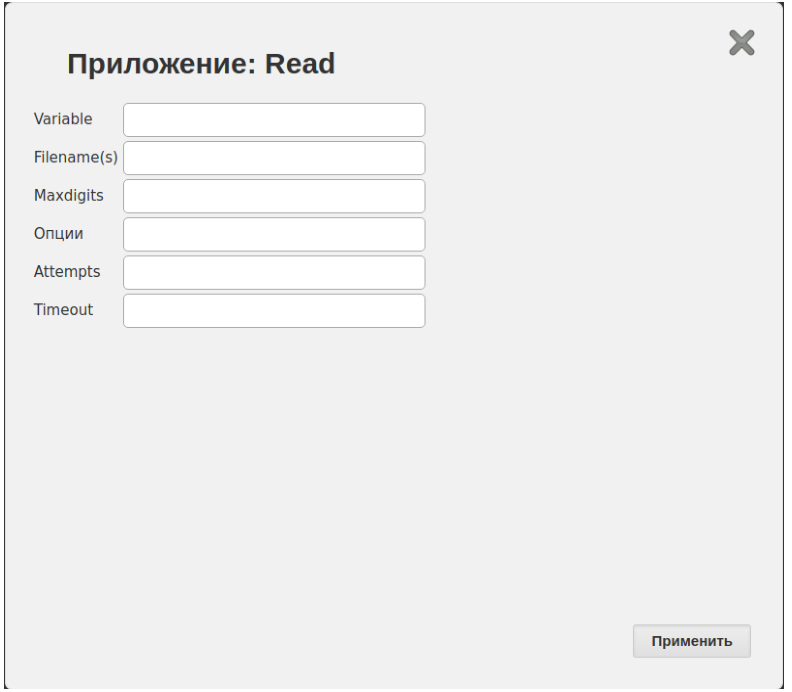 Приложение: Read
Variable
Filename(s)
Maxdigits
Опции
Attempts
Timeout
Применить